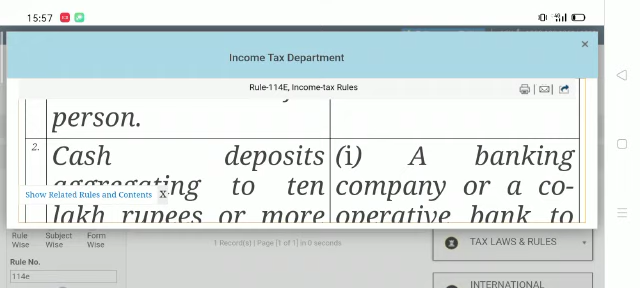 15:57
Income Tax Department
×
Rule-114E, Income-tax Rules
person.
2.
Cash deposits
aggregating to ten
lakh rupees or more
(i) A banking
company or a co-
operative bank to
Show Related Rules and Contents X
Rule Wise
Subject Wise
Form Wise
1 Record(s) | Page [1 of 1] in 0 seconds
TAX LAWS & RULES
Rule No.
114e
INTERNATIONAL